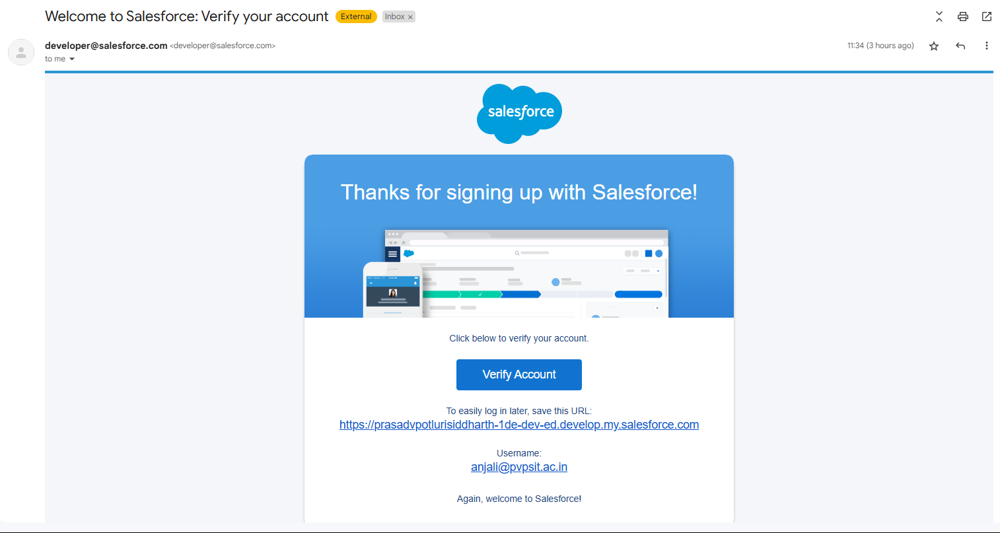 Welcome to Salesforce: Verify your account External Inbox ×
developer@salesforce.com <developer@salesforce.com> 11:34 (3 hours ago)
to me
salesforce
Thanks for signing up with Salesforce!
Click below to verify your account.
Verify Account
To easily log in later, save this URL:
https://prasadvpotlurisiddharth-1de-dev-ed.develop.my.salesforce.com
Username:
anjali@pvpsit.ac.in
Again, welcome to Salesforce!